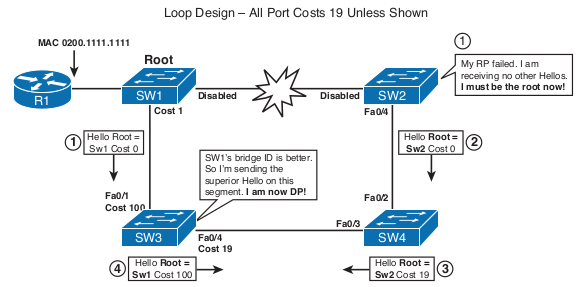 Loop Design – All Port Costs 19 Unless Shown
MAC 0200.1111.1111
Root
R1
SW1
Disabled
Cost 1
Disabled
SW2
Fa0/4
1
My RP failed. I am
receiving no other Hellos.
I must be the root now!
1
Hello Root =
Sw1 Cost 0
SW1's bridge ID is better.
So I'm sending the
superior Hello on this
segment. I am now DP!
Hello Root =
Sw2 Cost 0
2
Fa0/1
Cost 100
SW3
Fa0/4
Cost 19
Fa0/2
Fa0/3
SW4
4
Hello Root =
Sw1 Cost 100
Hello Root =
Sw2 Cost 19
3